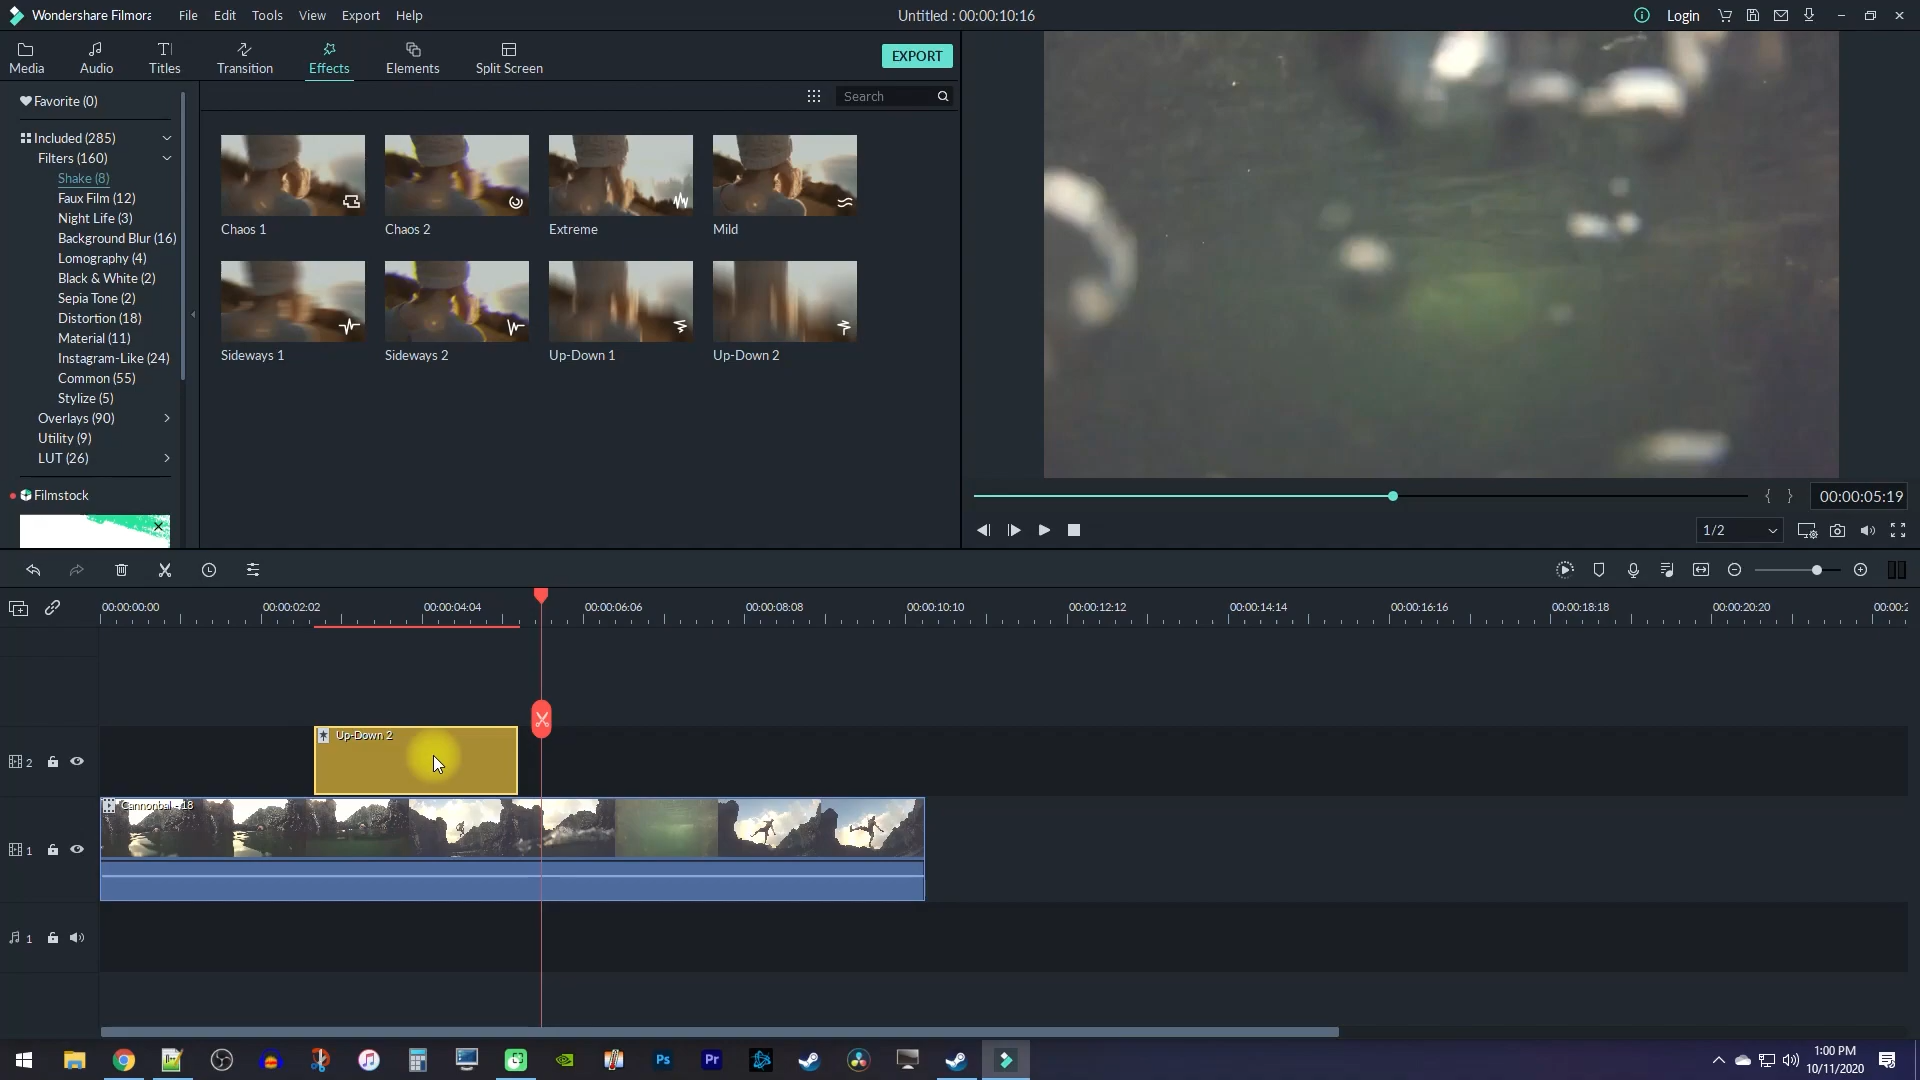 Wondershare Filmora
File Edit Tools View Export Help
Untitled : 00:00:10:16
Login
Media
Audio
Titles
Transition
Effects
Elements
Split Screen
EXPORT
Favorite (0)
Included (285)
Filters (160)
Shake (8)
Faux Film (12)
Night Life (3)
Background Blur (16)
Lomography (4)
Black & White (2)
Sepia Tone (2)
Distortion (18)
Material (11)
Instagram-Like (24)
Common (55)
Stylize (5)
Overlays (90)
Utility (9)
LUT (26)
Filmstock
Search
Chaos 1
Chaos 2
Extreme
Mild
Sideways 1
Sideways 2
Up-Down 1
Up-Down 2
{ } 00:00:05:19
1/2
00:00:00:00 00:00:02:02 00:00:04:04 00:00:06:06 00:00:08:08 00:00:10:10 00:00:12:12 00:00:14:14 00:00:16:16 00:00:18:18 00:00:20:20 00:00:2
2
Up-Down 2
1
Cannonbal - 18
1
Ps
Pr
1:00 PM
10/11/2020